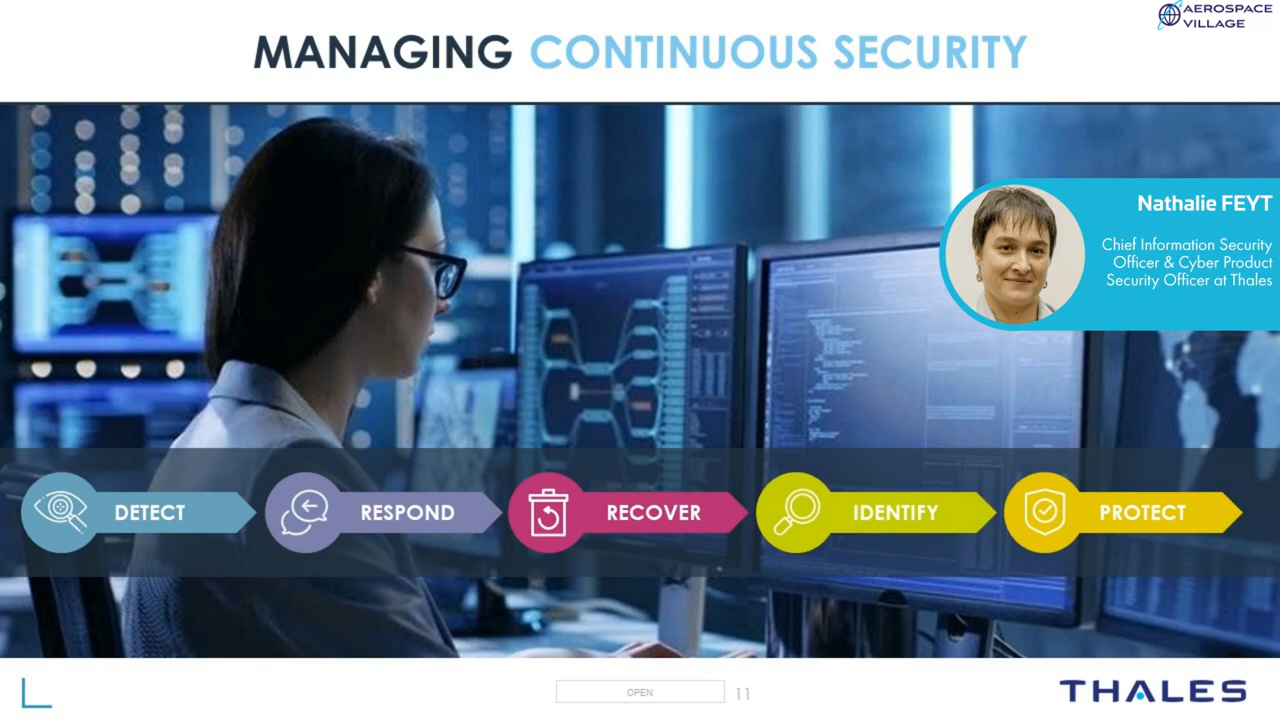 AEROSPACE
VILLAGE
MANAGING CONTINUOUS SECURITY
Nathalie FEYT
Chief Information Security
Officer & Cyber Product
Security Officer at Thales
DETECT
RESPOND
RECOVER
IDENTIFY
PROTECT
OPEN
11
THALES